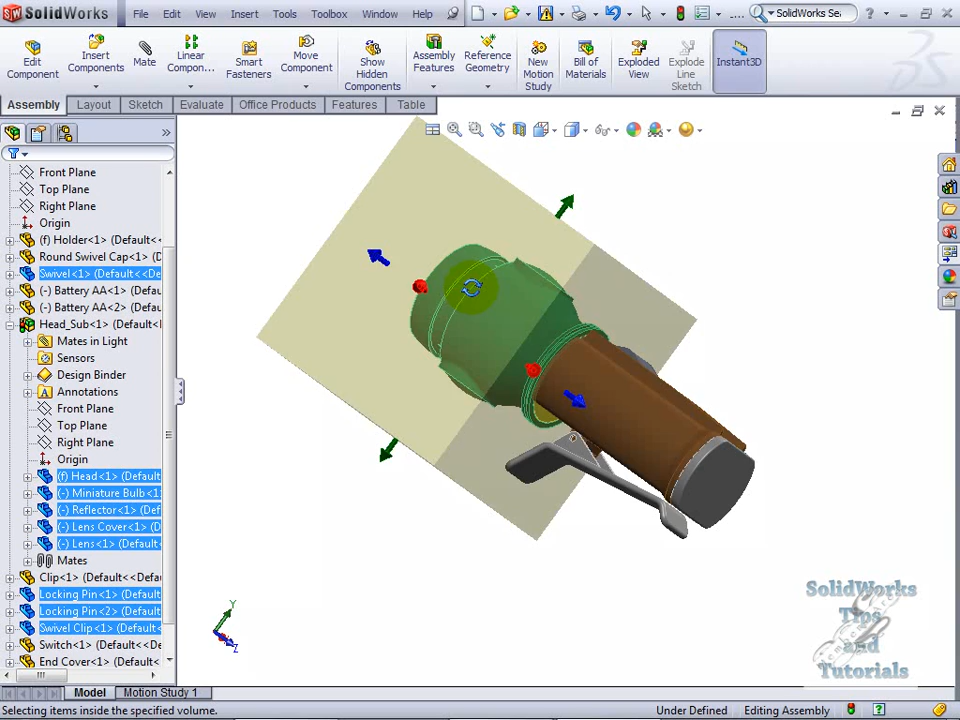 SolidWorks File Edit View Insert Tools Toolbox Window Help SolidWorks Se
Edit Component
Insert Components
Mate
Linear Compon...
Smart Fasteners
Move Component
Show Hidden Components
Assembly Features
Reference Geometry
New Motion Study
Bill of Materials
Exploded View
Explode Line Sketch
Instant3D
Assembly Layout Sketch Evaluate Office Products Features Table
Front Plane
Top Plane
Right Plane
Origin
(f) Holder<1> (Default<<
Round Swivel Cap<1> (D
Swivel<1> (Default<<De
(-) Battery AA<1> (Defau
(-) Battery AA<2> (Defau
Head_Sub<1> (Default<
Mates in Light
Sensors
Design Binder
Annotations
Front Plane
Top Plane
Right Plane
Origin
(f) Head<1> (Default
(-) Miniature Bulb<1
(-) Reflector<1> (Def
(-) Lens Cover<1> (D
(-) Lens<1> (Default
Mates
Clip<1> (Default<<Defa
Locking Pin<1> (Default
Locking Pin<2> (Default
Swivel Clip<1> (Default
Switch<1> (Default<<D
End Cover<1> (Default<
Y
Z
SolidWorks
Tips
and
Tutorials
Model Motion Study 1
Selecting items inside the specified volume. Under Defined Editing Assembly